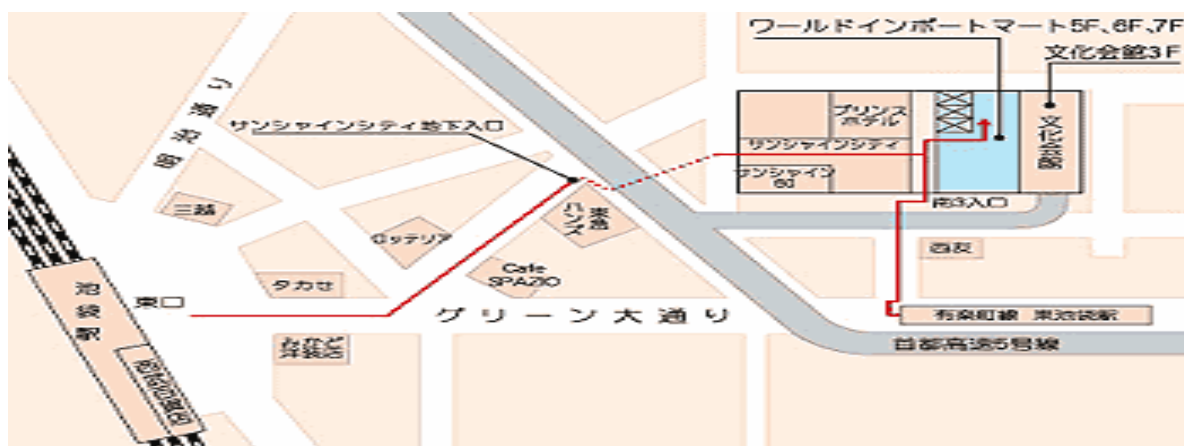 ワールドインポートマート5F、6F、7F
文化会館3F
明治通り
サンシャインシティ地下入口
プリンス
ホテル
サンシャインシティ
サンシャイン
60
文化会館
三越
ロッテリア
東急
ハンズ
南3入口
西友
Cafe
SPAZIO
タカセ
池袋駅
東口
グリーン大通り
有楽町線 東池袋駅
首都高速5号線